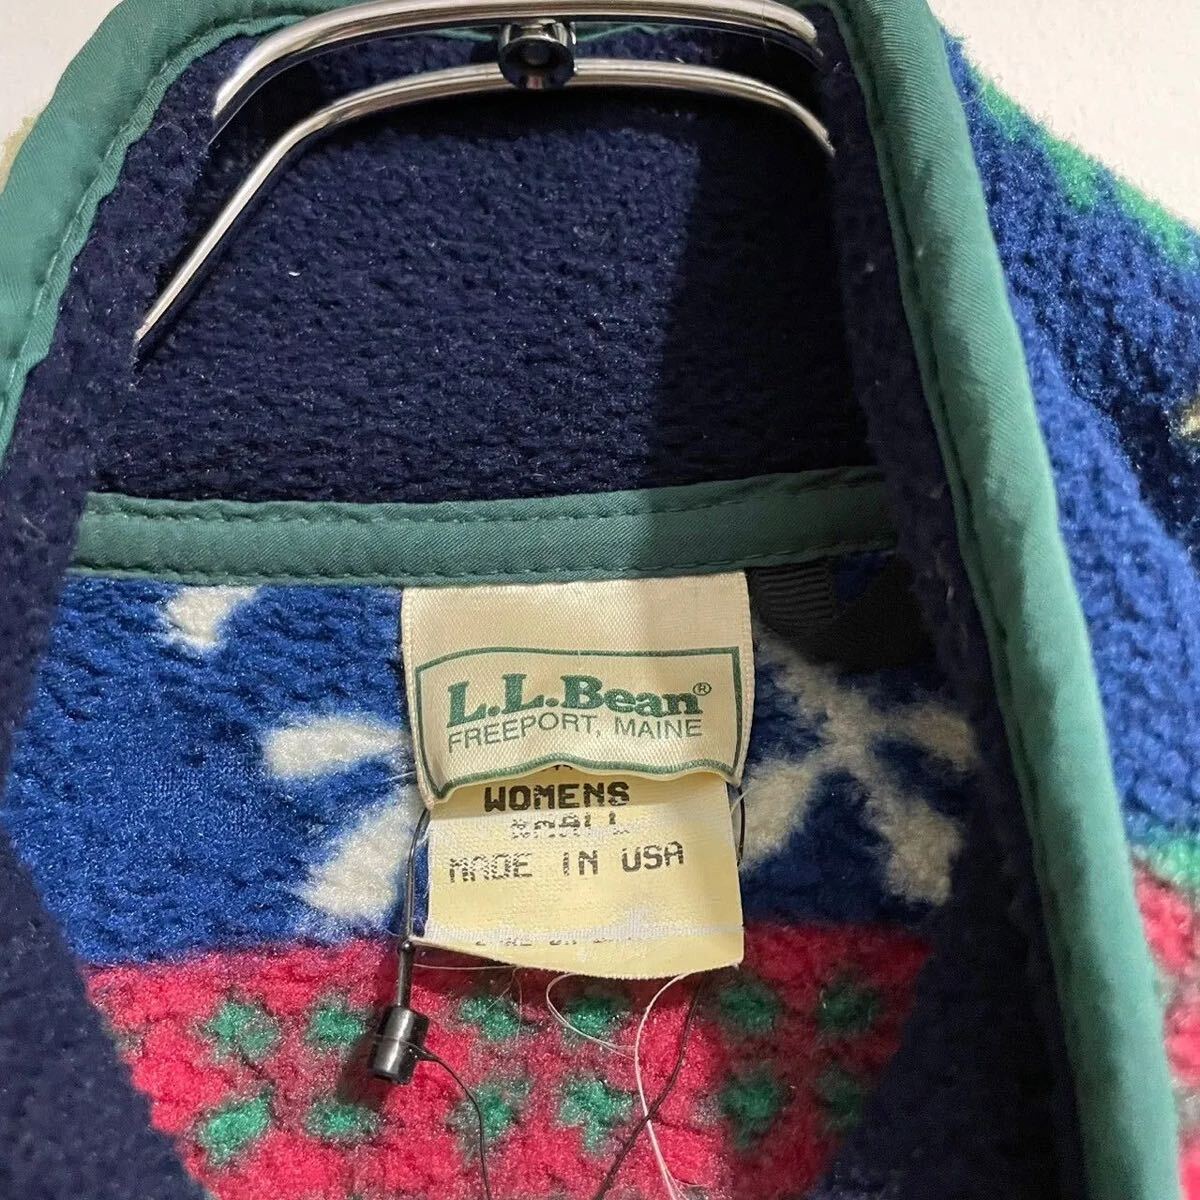 L.L.Bean®
FREEPORT, MAINE
WOMENS
SMALL
MADE IN USA